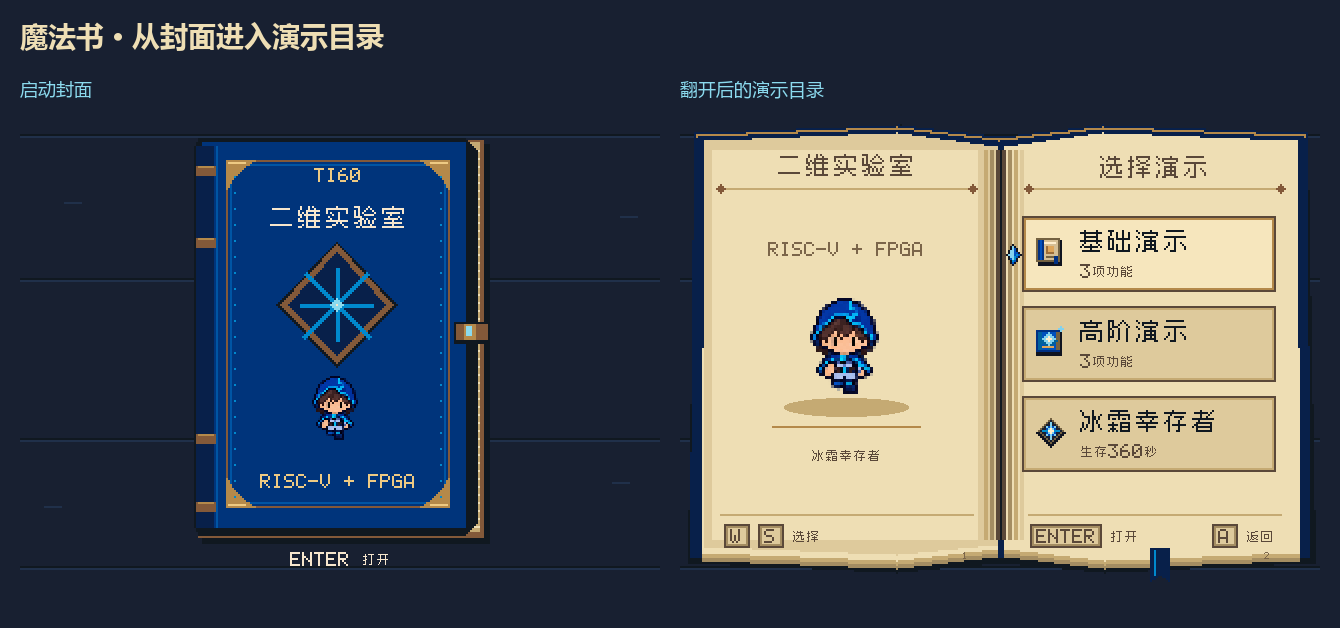 魔法书·从封面进入演示目录
启动封面
TI60
二维实验室
RISC-V + FPGA
ENTER 打开
翻开后的演示目录
二维实验室
RISC-V + FPGA
冰霜幸存者
W S 选择
1
选择演示
基础演示
3项功能
高阶演示
3项功能
冰霜幸存者
生存360秒
ENTER 打开 A 返回
2